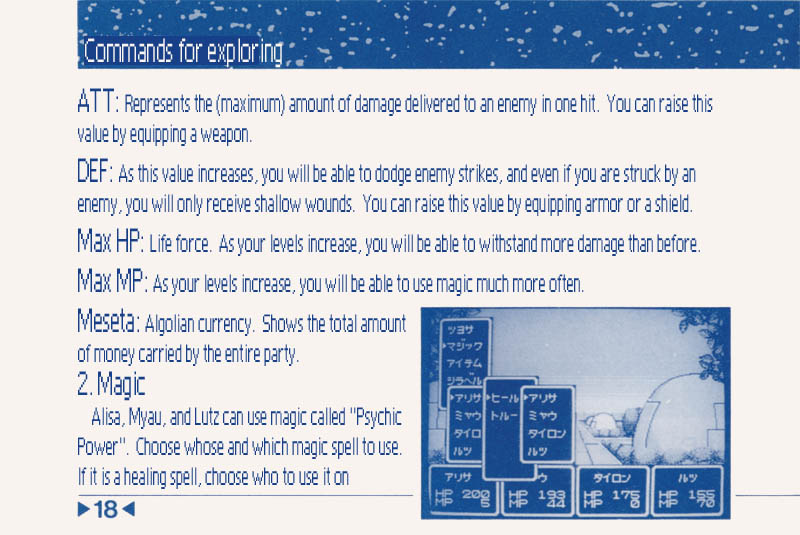 Commands for exploring
ATT: Represents the (maximum) amount of damage delivered to an enemy in one hit. You can raise this
value by equipping a weapon.
DEF: As this value increases, you will be able to dodge enemy strikes, and even if you are struck by an
enemy, you will only receive shallow wounds. You can raise this value by equipping armor or a shield.
Max HP: Life force. As your levels increase, you will be able to withstand more damage than before.
Max MP: As your levels increase, you will be able to use magic much more often.
Meseta: Algolian currency. Shows the total amount
of money carried by the entire party.
2. Magic
Alisa, Myau, and Lutz can use magic called "Psychic
Power". Choose whose and which magic spell to use.
If it is a healing spell, choose who to use it on
▶18◀
ツヨサ
▶マジック
アイテム
シラベル
▶アリサ ▶ヒール ▶アリサ
ミャウ トルー ミャウ
タイロ タイロン
ルツ ルツ
アリサ ウ タイロン ルツ
HP 200 HP 193 HP 175 HP 155
MP 5 MP 44 MP 0 MP 70